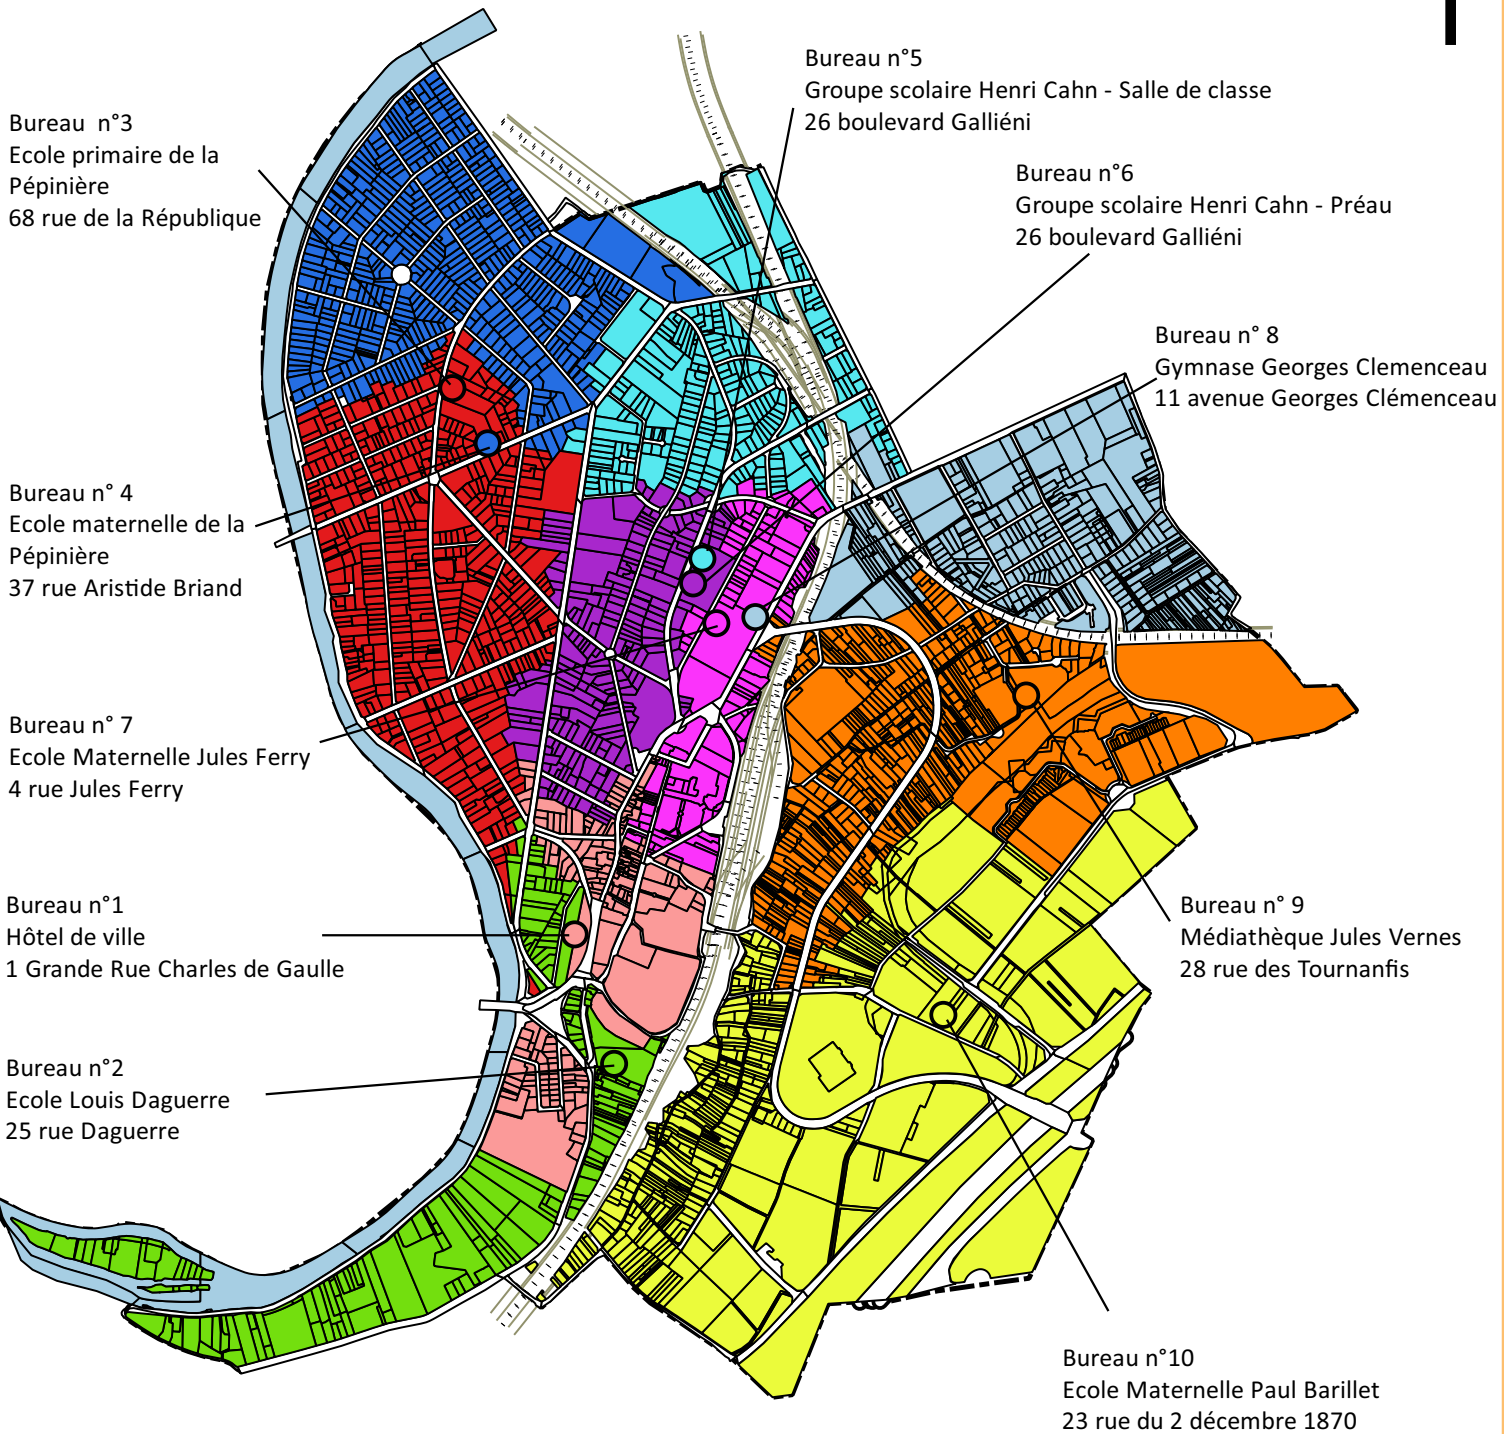 Bureau n°5
Groupe scolaire Henri Cahn - Salle de classe
26 boulevard Galliéni
Bureau  n°3
Ecole primaire de la
Pépinière
68 rue de la République
Bureau n°6
Groupe scolaire Henri Cahn - Préau
26 boulevard Galliéni
Bureau n° 8
Gymnase Georges Clemenceau
11 avenue Georges Clémenceau
Bureau n° 4
Ecole maternelle de la
Pépinière
37 rue Aristide Briand
Bureau n° 7
Ecole Maternelle Jules Ferry
4 rue Jules Ferry
Bureau n°1
Hôtel de ville
1 Grande Rue Charles de Gaulle
Bureau n° 9
Médiathèque Jules Vernes
28 rue des Tournanfis
Bureau n°2
Ecole Louis Daguerre
25 rue Daguerre
Bureau n°10
Ecole Maternelle Paul Barillet
23 rue du 2 décembre 1870